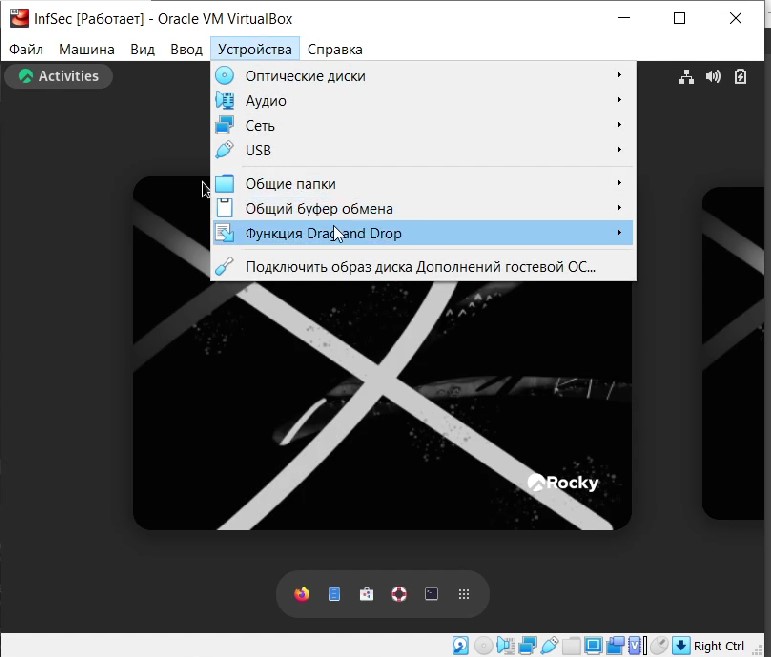 InfSec [Работает] - Oracle VM VirtualBox
Файл Машина Вид Ввод Устройства Справка
Activities
Оптические диски
Аудио
Сеть
USB
Общие папки
Общий буфер обмена
Функция Drag and Drop
Подключить образ диска Дополнений гостевой ОС...
Rocky
Right Ctrl